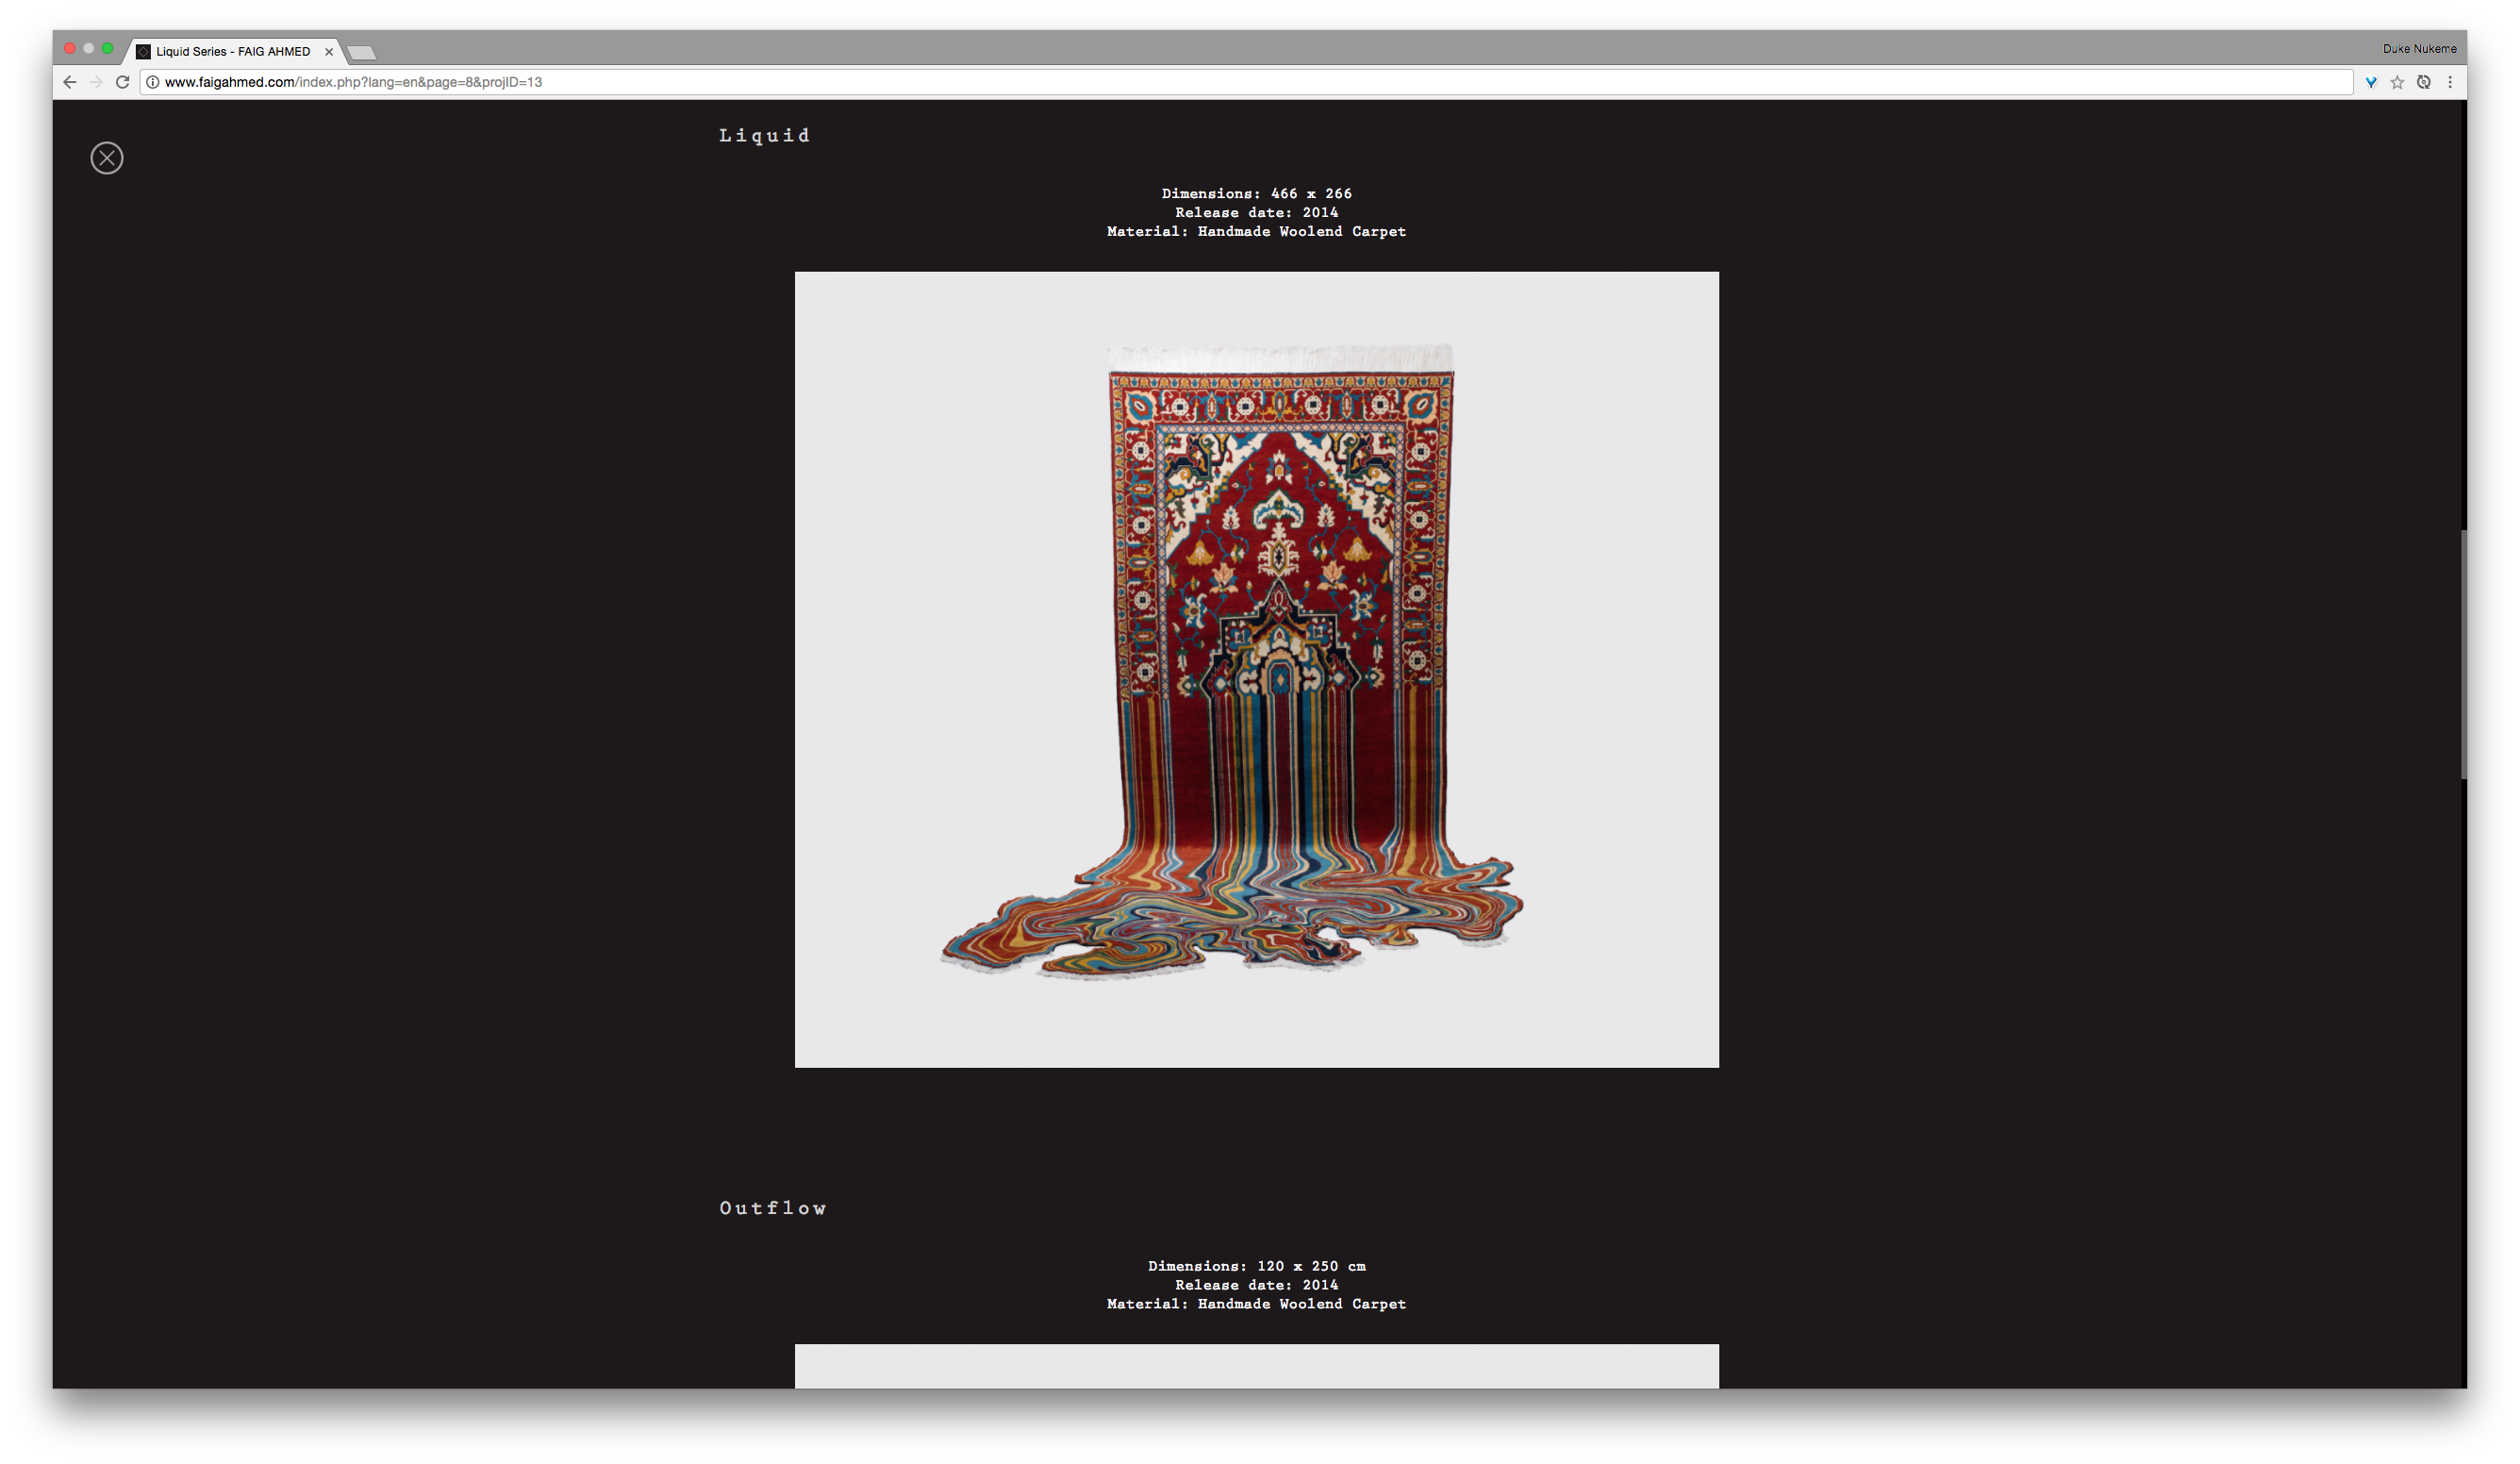 Liquid Series - FAIG AHMED
Duke Nukeme
www.faigahmed.com/index.php?lang=en&page=8&projID=13
Liquid
Dimensions: 466 x 266
Release date: 2014
Material: Handmade Woolend Carpet
Outflow
Dimensions: 120 x 250 cm
Release date: 2014
Material: Handmade Woolend Carpet